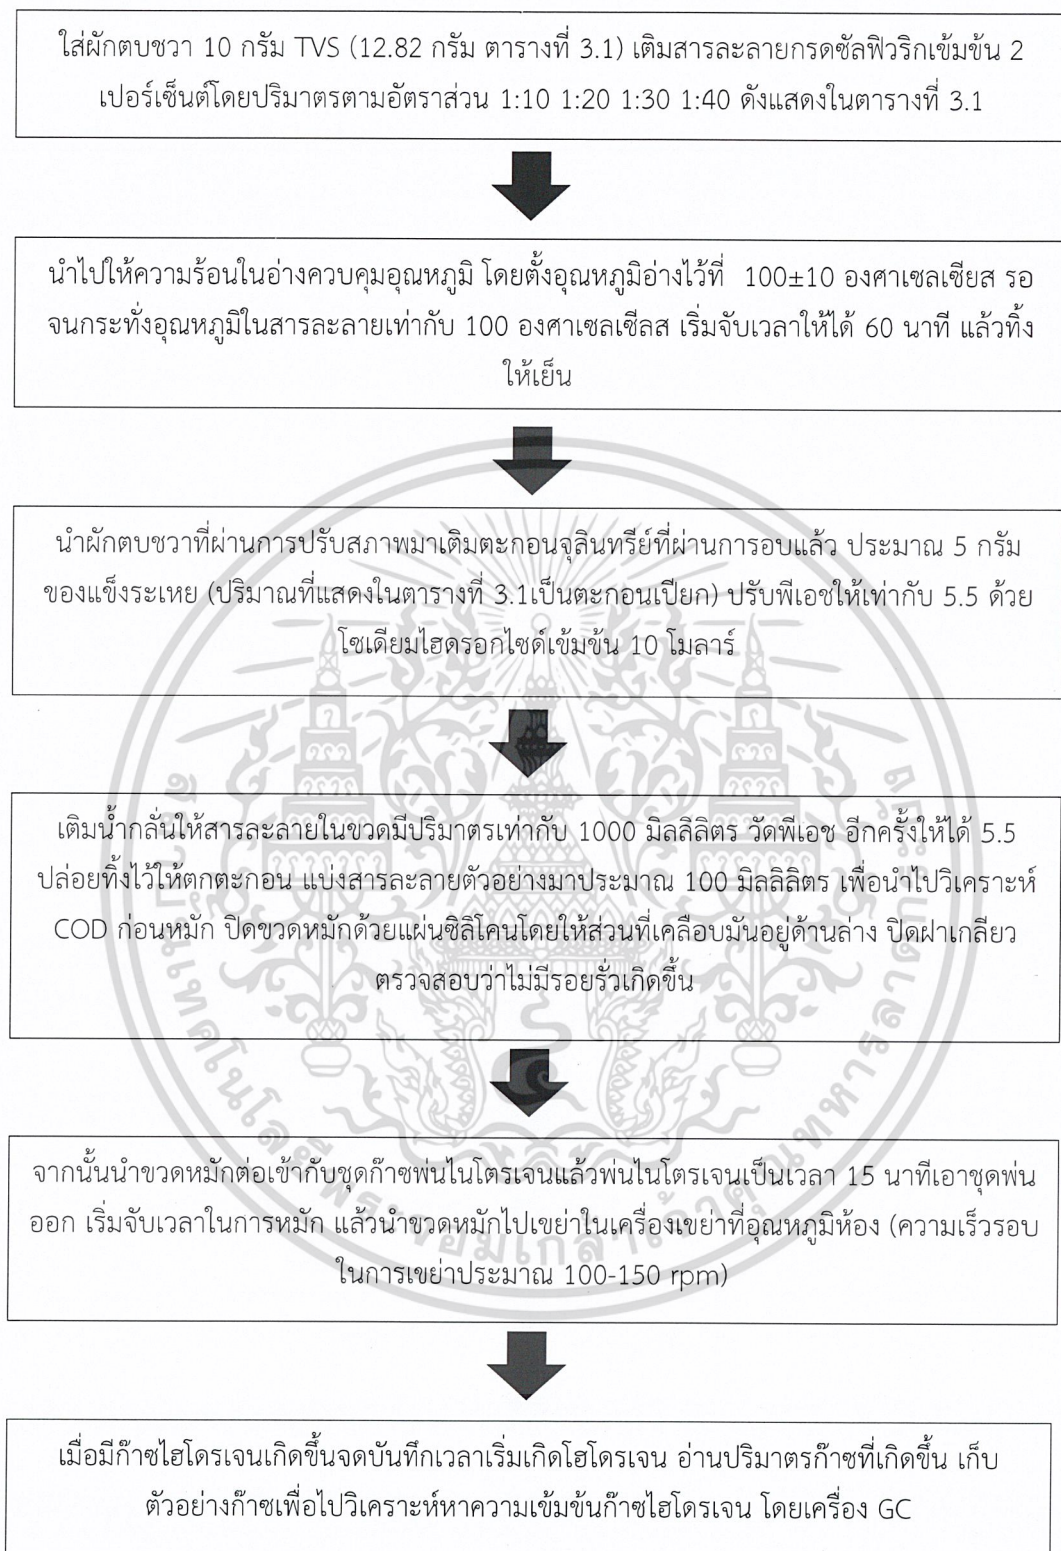 ใส่ผักตบชวา 10 กรัม TVS (12.82 กรัม ตารางที่ 3.1) เติมสารละลายกรดซัลฟิวริกเข้มข้น 2
เปอร์เซ็นต์โดยปริมาตรตามอัตราส่วน 1:10 1:20 1:30 1:40 ดังแสดงในตารางที่ 3.1
นำไปให้ความร้อนในอ่างควบคุมอุณหภูมิ โดยตั้งอุณหภูมิอ่างไว้ที่ 100±10 องศาเซลเซียส รอ
จนกระทั่งอุณหภูมิในสารละลายเท่ากับ 100 องศาเซลเซีลส เริ่มจับเวลาให้ได้ 60 นาที แล้วทิ้ง
ให้เย็น
นำผักตบชวาที่ผ่านการปรับสภาพมาเติมตะกอนจุลินทรีย์ที่ผ่านการอบแล้ว ประมาณ 5 กรัม
ของแข็งระเหย (ปริมาณที่แสดงในตารางที่ 3.1เป็นตะกอนเปียก) ปรับพีเอชให้เท่ากับ 5.5 ด้วย
โซเดียมไฮดรอกไซด์เข้มข้น 10 โมลาร์
เติมน้ำกลั่นให้สารละลายในขวดมีปริมาตรเท่ากับ 1000 มิลลิลิตร วัดพีเอช อีกครั้งให้ได้ 5.5
ปล่อยทิ้งไว้ให้ตกตะกอน แบ่งสารละลายตัวอย่างมาประมาณ 100 มิลลิลิตร เพื่อนำไปวิเคราะห์
COD ก่อนหมัก ปิดขวดหมักด้วยแผ่นซิลิโคนโดยให้ส่วนที่เคลือบมันอยู่ด้านล่าง ปิดฝาเกลียว
ตรวจสอบว่าไม่มีรอยรั่วเกิดขึ้น
จากนั้นนำขวดหมักต่อเข้ากับชุดก๊าซพ่นไนโตรเจนแล้วพ่นไนโตรเจนเป็นเวลา 15 นาทีเอาชุดพ่น
ออก เริ่มจับเวลาในการหมัก แล้วนำขวดหมักไปเขย่าในเครื่องเขย่าที่อุณหภูมิห้อง (ความเร็วรอบ
ในการเขย่าประมาณ 100-150 rpm)
เมื่อมีก๊าซไฮโดรเจนเกิดขึ้นจดบันทึกเวลาเริ่มเกิดโฮโดรเจน อ่านปริมาตรก๊าซที่เกิดขึ้น เก็บ
ตัวอย่างก๊าซเพื่อไปวิเคราะห์หาความเข้มข้นก๊าซไฮโดรเจน โดยเครื่อง GC